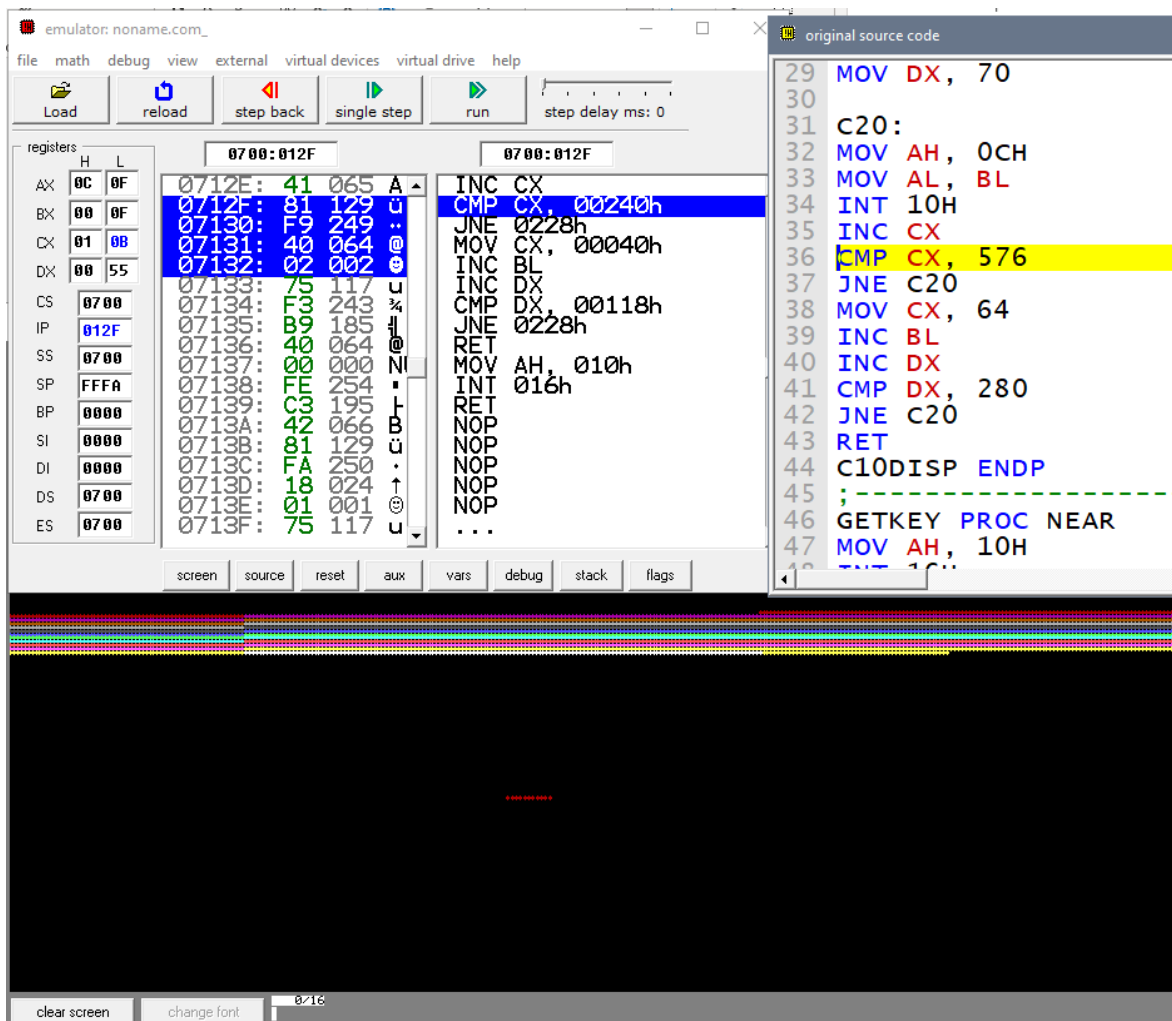 emulator: noname.com_
file math debug view external virtual devices virtual drive help
Load reload step back single step run step delay ms: 0
registers
H L
AX 0C 0F
BX 00 0F
CX 01 0B
DX 00 55
CS 0700
IP 012F
SS 0700
SP FFFA
BP 0000
SI 0000
DI 0000
DS 0700
ES 0700
0700:012F
0700:012F
0712E: 41 065 A
0712F: 81 129 ü
07130: F9 249 ··
07131: 40 064 @
07132: 02 002 ☻
07133: 75 117 u
07134: F3 243 ¾
07135: B9 185 ╣
07136: 40 064 @
07137: 00 000 NU
07138: FE 254 ▪
07139: C3 195 ├
0713A: 42 066 B
0713B: 81 129 ü
0713C: FA 250 ·
0713D: 18 024 ↑
0713E: 01 001 ☺
0713F: 75 117 u
INC CX
CMP CX, 00240h
JNE 0228h
MOV CX, 00040h
INC BL
INC DX
CMP DX, 00118h
JNE 0228h
RET
MOV AH, 010h
INT 016h
RET
NOP
NOP
NOP
NOP
NOP
...
screen source reset aux vars debug stack flags
original source code
29 MOV DX, 70
30
31 C20:
32 MOV AH, 0CH
33 MOV AL, BL
34 INT 10H
35 INC CX
36 CMP CX, 576
37 JNE C20
38 MOV CX, 64
39 INC BL
40 INC DX
41 CMP DX, 280
42 JNE C20
43 RET
44 C10DISP ENDP
45 ;------------------
46 GETKEY PROC NEAR
47 MOV AH, 10H
clear screen change font 0/16